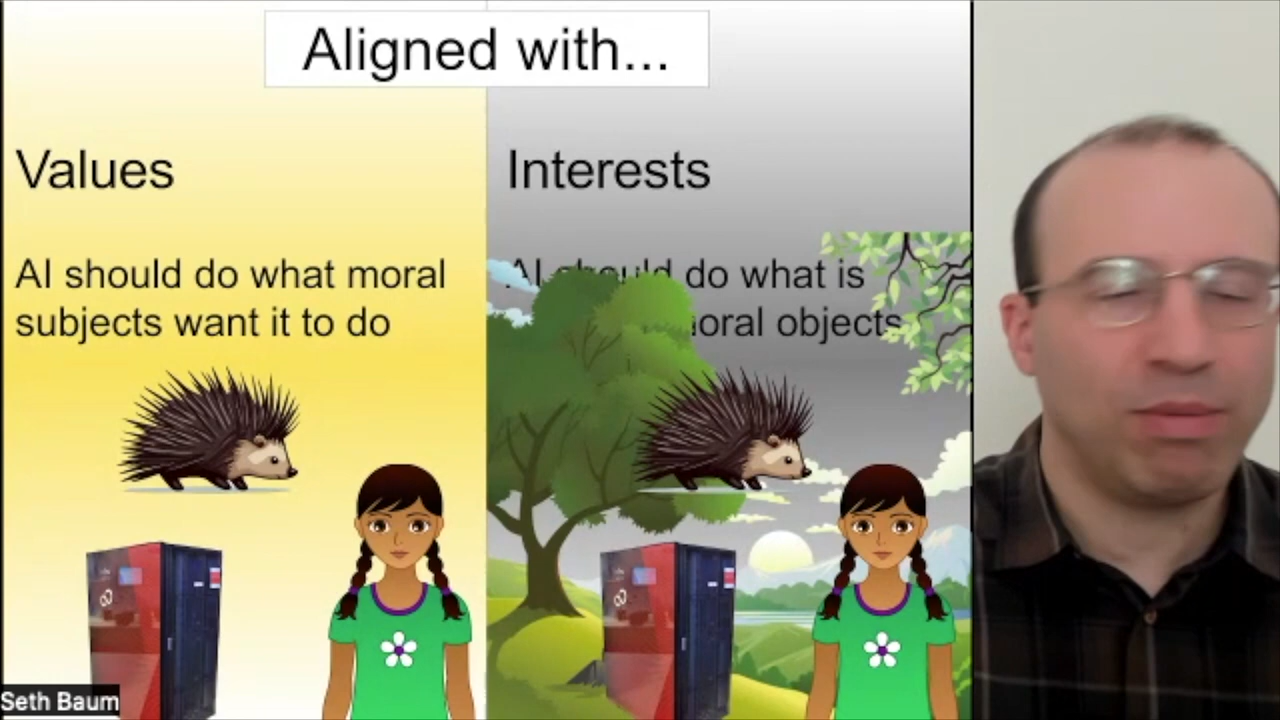 Aligned with...
Values
AI should do what moral
subjects want it to do
Interests
AI should do what is
moral objects
Seth Baum